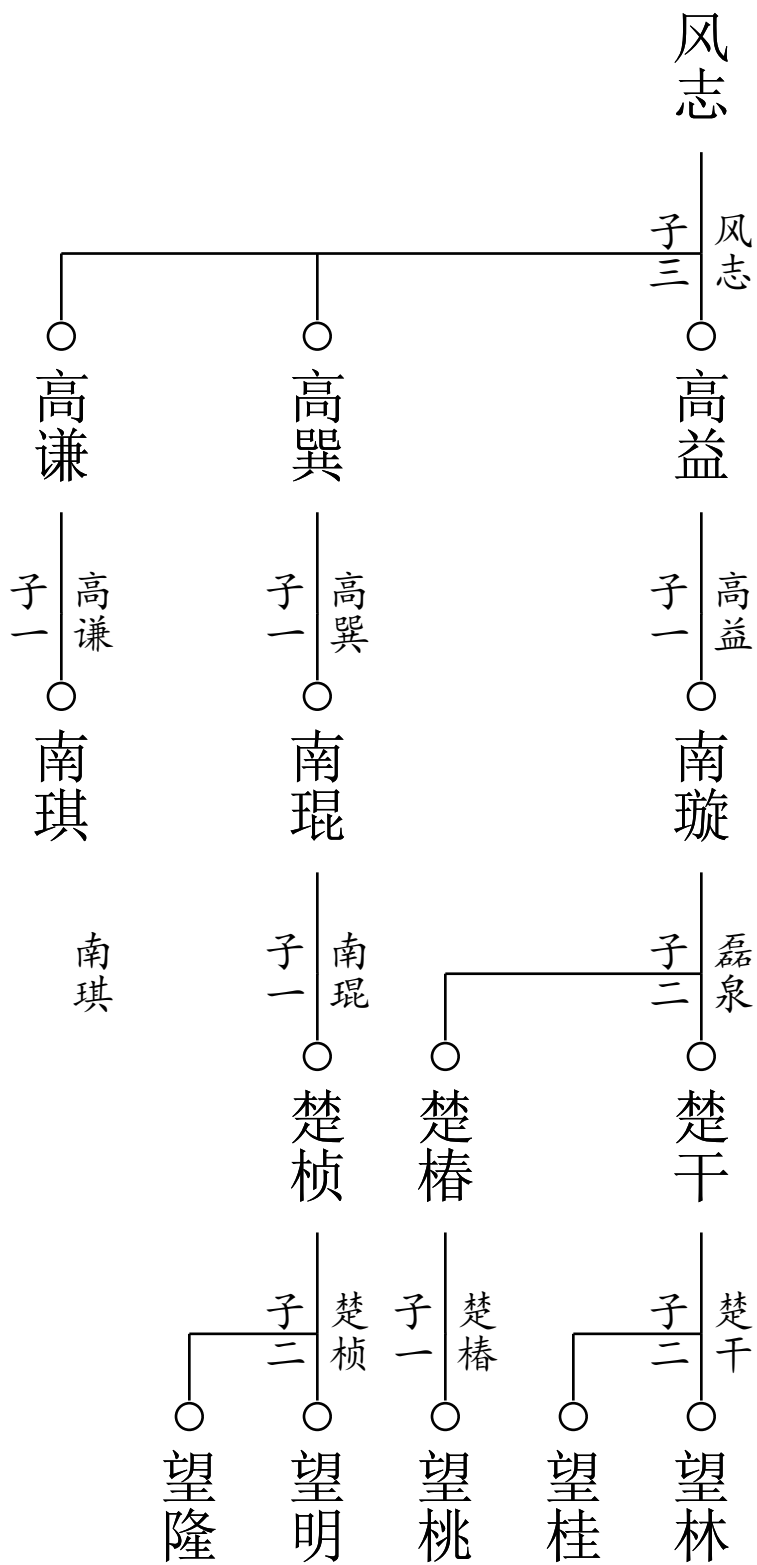 风志
风志
子三
高益
高巽
高谦
高益
子一
高巽
子一
高谦
子一
南璇
南琨
南琪
磊泉
子二
南琨
子一
南琪
楚干
楚椿
楚桢
楚干
子二
楚椿
子一
楚桢
子二
望林
望桂
望桃
望明
望隆